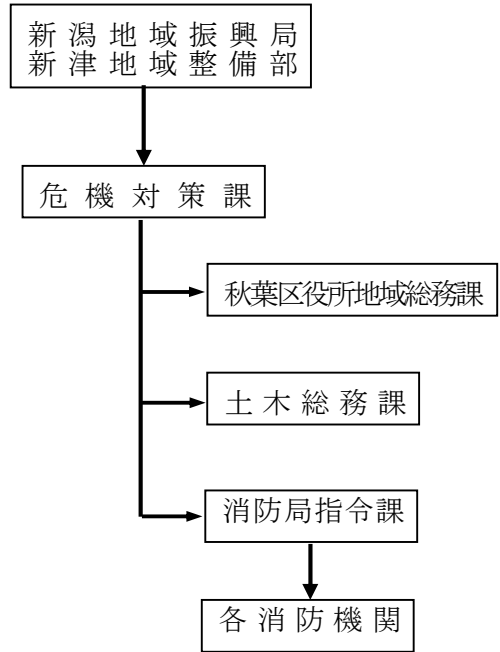 新潟地域振興局
新津地域整備部
危機対策課
秋葉区役所地域総務課
土木総務課
消防局指令課
各消防機関